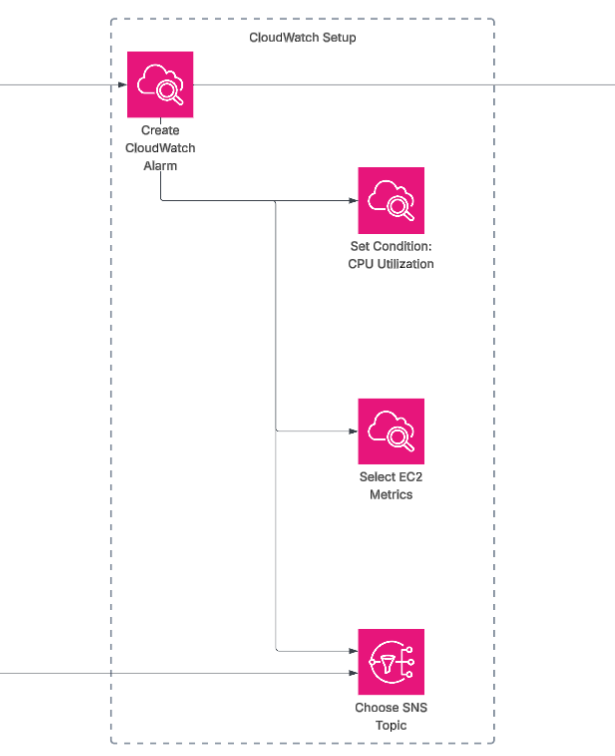 CloudWatch Setup
Create
CloudWatch
Alarm
Set Condition:
CPU Utilization
Select EC2
Metrics
Choose SNS
Topic